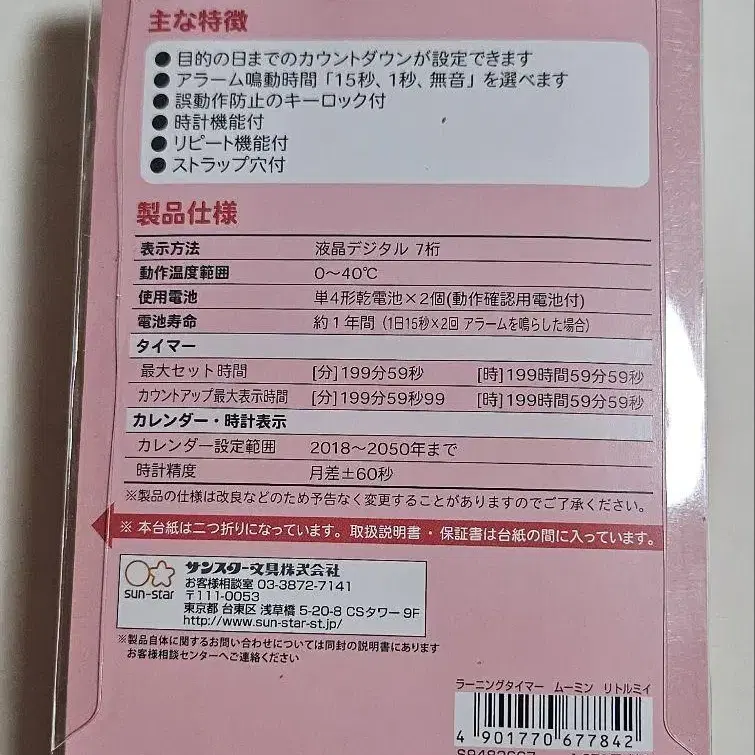 主な特徴
● 目的の日までのカウントダウンが設定できます
● アラーム鳴動時間「15秒、1秒、無音」を選べます
● 誤動作防止のキーロック付
● 時計機能付
● リピート機能付
● ストラップ穴付
製品仕様
表示方法 液晶デジタル 7桁
動作温度範囲 0〜40℃
使用電池 単4形乾電池×2個(動作確認用電池付)
電池寿命 約1年間(1日15秒×2回 アラームを鳴らした場合)
タイマー
最大セット時間 [分]199分59秒 [時]199時間59分59秒
カウントアップ最大表示時間 [分]199分59秒99 [時]199時間59分59秒
カレンダー・時計表示
カレンダー設定範囲 2018〜2050年まで
時計精度 月差±60秒
※製品の仕様は改良などのため予告なく変更することがありますのでご了承ください。
※ 本台紙は二つ折りになっています。取扱説明書・保証書は台紙の間に入っています。
sun-star
サンスター文具株式会社
お客様相談室 03-3872-7141
〒111-0053
東京都 台東区 浅草橋 5-20-8 CSタワー 9F
http://www.sun-star-st.jp/
※製品自体に関するお問い合わせについては同封の説明書にあります
お客様相談センターへご連絡ください
ラーニングタイマー ムーミン リトルミイ
4 901770 677842